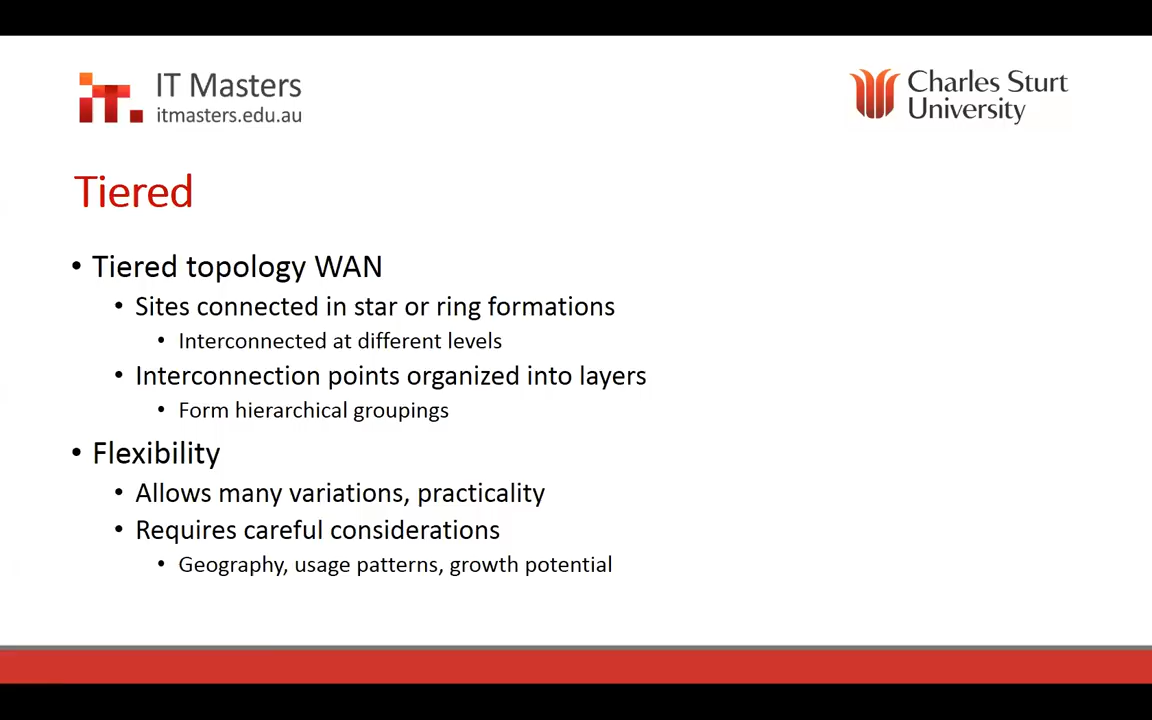 IT Masters
itmasters.edu.au
Charles Sturt
University
Tiered
• Tiered topology WAN
• Sites connected in star or ring formations
• Interconnected at different levels
• Interconnection points organized into layers
• Form hierarchical groupings
• Flexibility
• Allows many variations, practicality
• Requires careful considerations
• Geography, usage patterns, growth potential